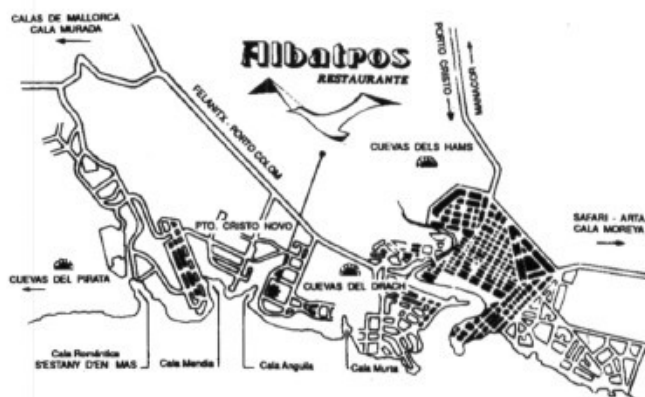 CALAS DE MALLORCA
CALA MURADA
Albatros
RESTAURANTE
PORTO CRISTO
MANACOR
FELANITX - PORTO COLOM
CUEVAS DELS HAMS
PTO. CRISTO NOVO
SAFARI - ARTA
CALA MOREYA
CUEVAS DEL PIRATA
CUEVAS DEL DRACH
Cala Romántica
S'ESTANY D'EN MAS
Cala Mendia
Cala Anguila
Cala Murta